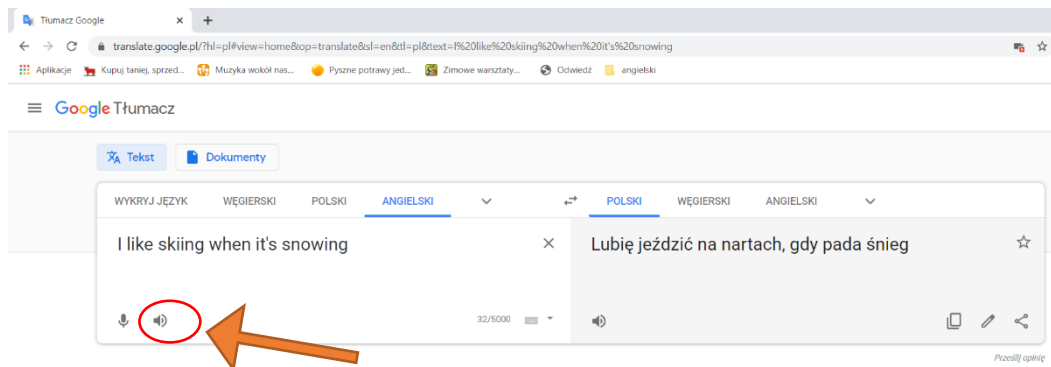 Tłumacz Google × +
translate.google.pl/?hl=pl#view=home&op=translate&sl=en&tl=pl&text=I%20like%20skiing%20when%20it's%20snowing
Aplikacje Kupuj taniej, sprzed... Muzyka wokół nas... Pyszne potrawy jed... Zimowe warsztaty... Odwiedź angielski
Google Tłumacz
Tekst Dokumenty
WYKRYJ JĘZYK WĘGIERSKI POLSKI ANGIELSKI POLSKI WĘGIERSKI ANGIELSKI
I like skiing when it's snowing × Lubię jeździć na nartach, gdy pada śnieg
32/5000
Prześlij opinię